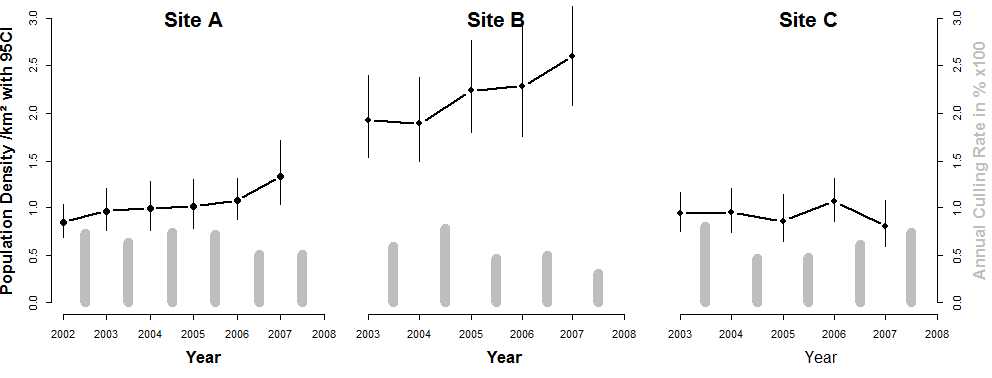 Site A
Site B
Site C
Population Density /km² with 95CI
0.0 0.5 1.0 1.5 2.0 2.5 3.0
0.0 0.5 1.0 1.5 2.0 2.5 3.0
Annual Culling Rate in % x100
2002 2003 2004 2005 2006 2007 2008
2003 2004 2005 2006 2007 2008
2003 2004 2005 2006 2007 2008
Year
Year
Year